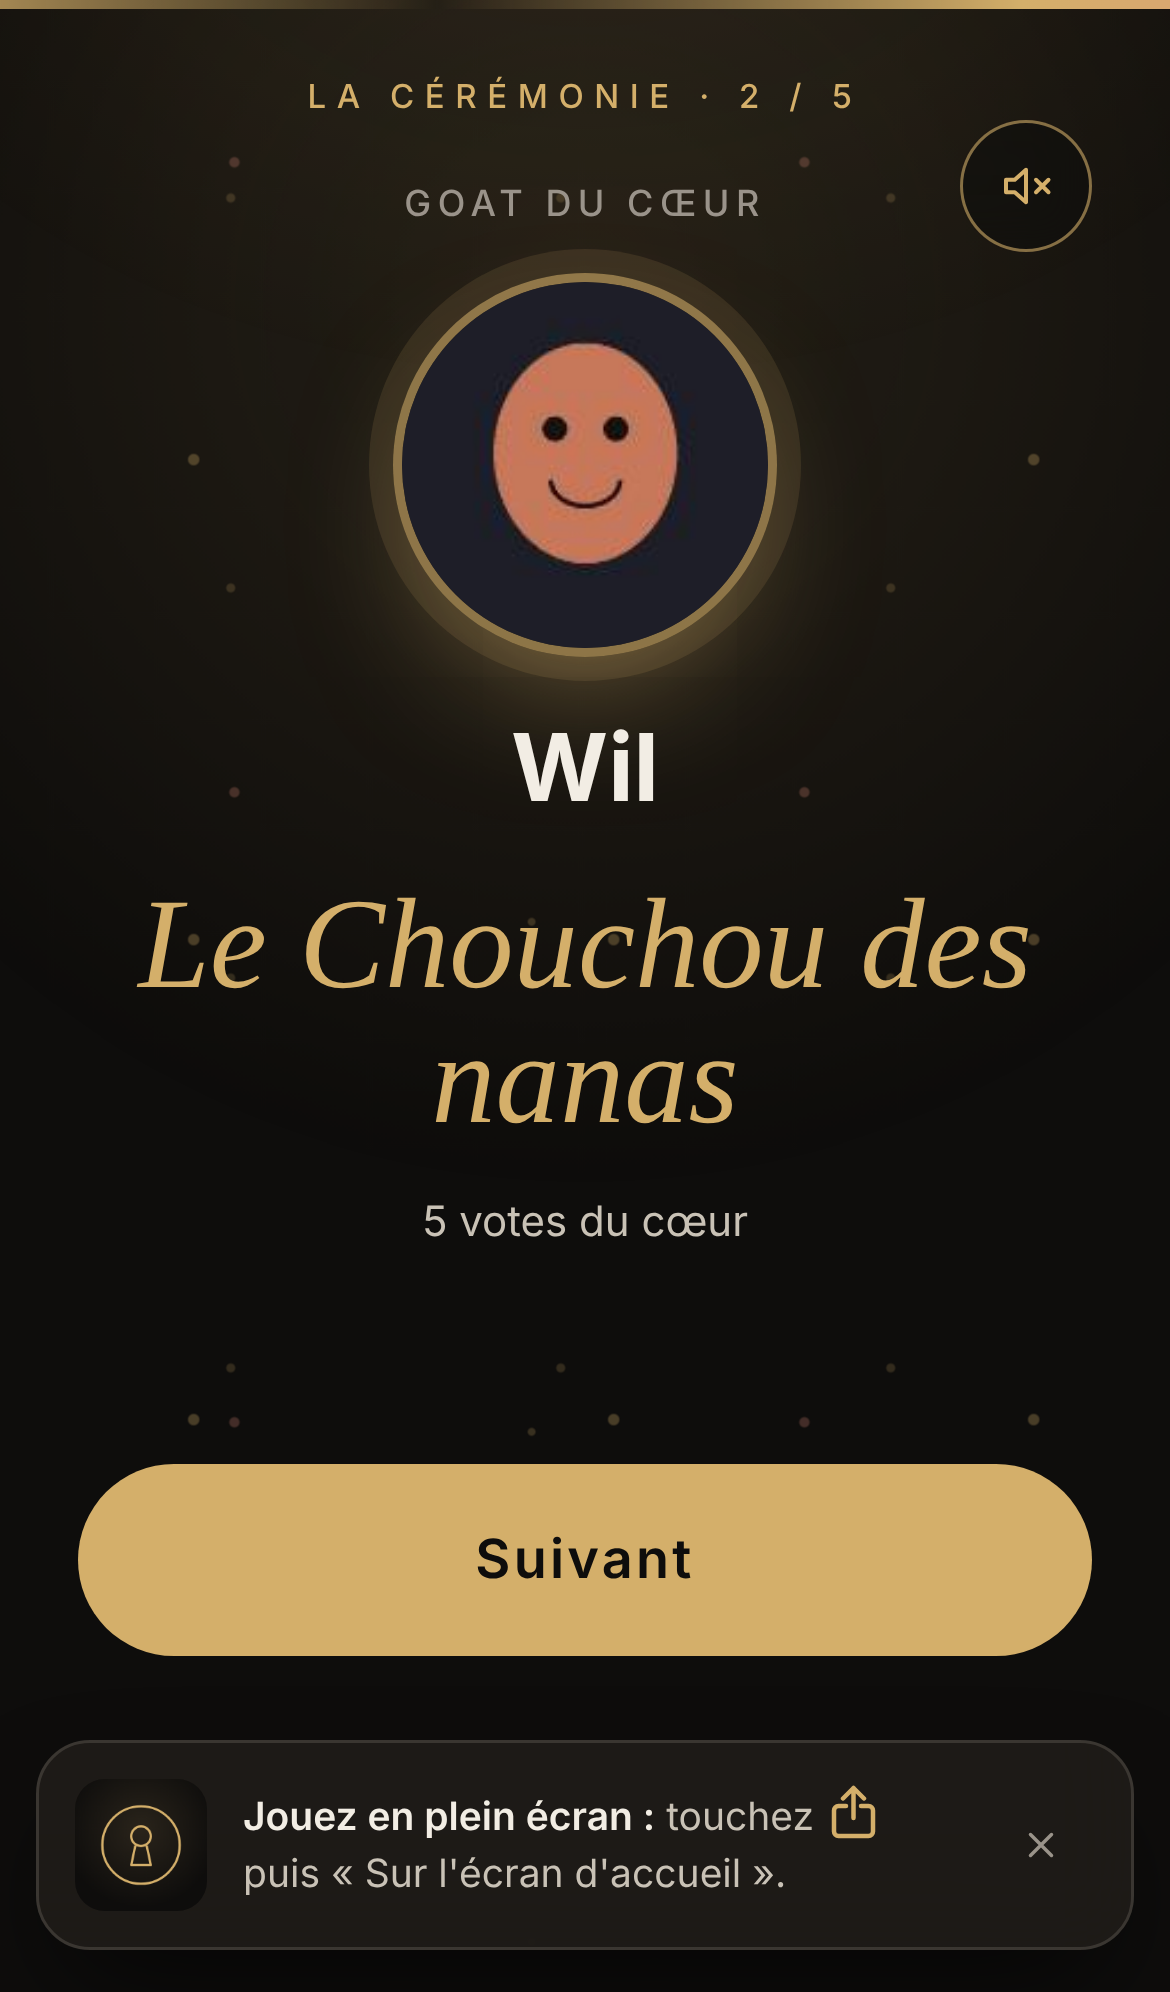 LA CÉRÉMONIE · 2 / 5
GOAT DU CŒUR
Wil
Le Chouchou des
nanas
5 votes du cœur
Suivant
Jouez en plein écran : touchez
puis « Sur l'écran d'accueil ».